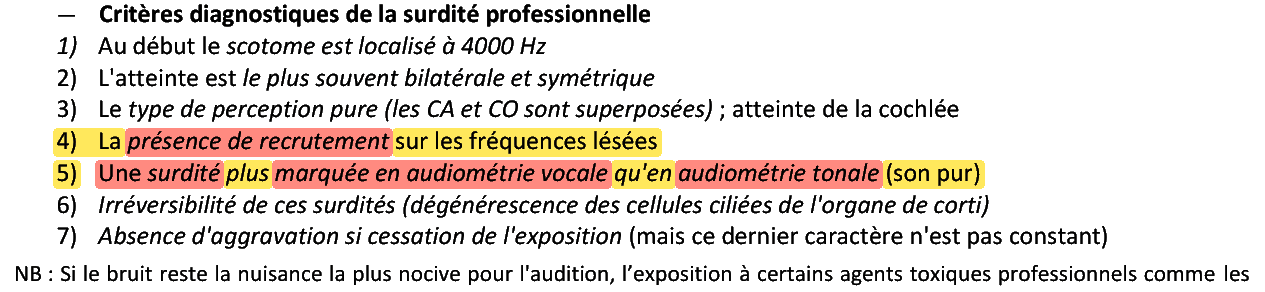 — Critères diagnostiques de la surdité professionnelle
1) Au début le scotome est localisé à 4000 Hz
2) L'atteinte est le plus souvent bilatérale et symétrique
3) Le type de perception pure (les CA et CO sont superposées) ; atteinte de la cochlée
4) La présence de recrutement sur les fréquences lésées
5) Une surdité plus marquée en audiométrie vocale qu'en audiométrie tonale (son pur)
6) Irréversibilité de ces surdités (dégénérescence des cellules ciliées de l'organe de corti)
7) Absence d'aggravation si cessation de l'exposition (mais ce dernier caractère n'est pas constant)
NB : Si le bruit reste la nuisance la plus nocive pour l'audition, l’exposition à certains agents toxiques professionnels comme les